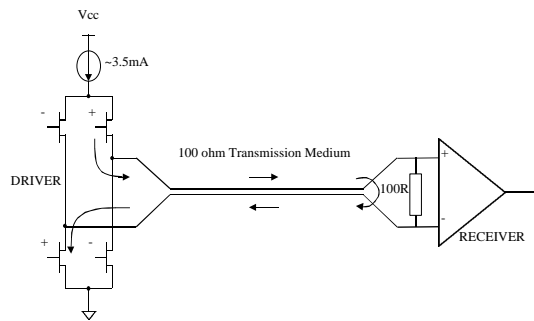 Vcc
~3.5mA
- +
100 ohm Transmission Medium
+
DRIVER
100R
-
RECEIVER
+ -